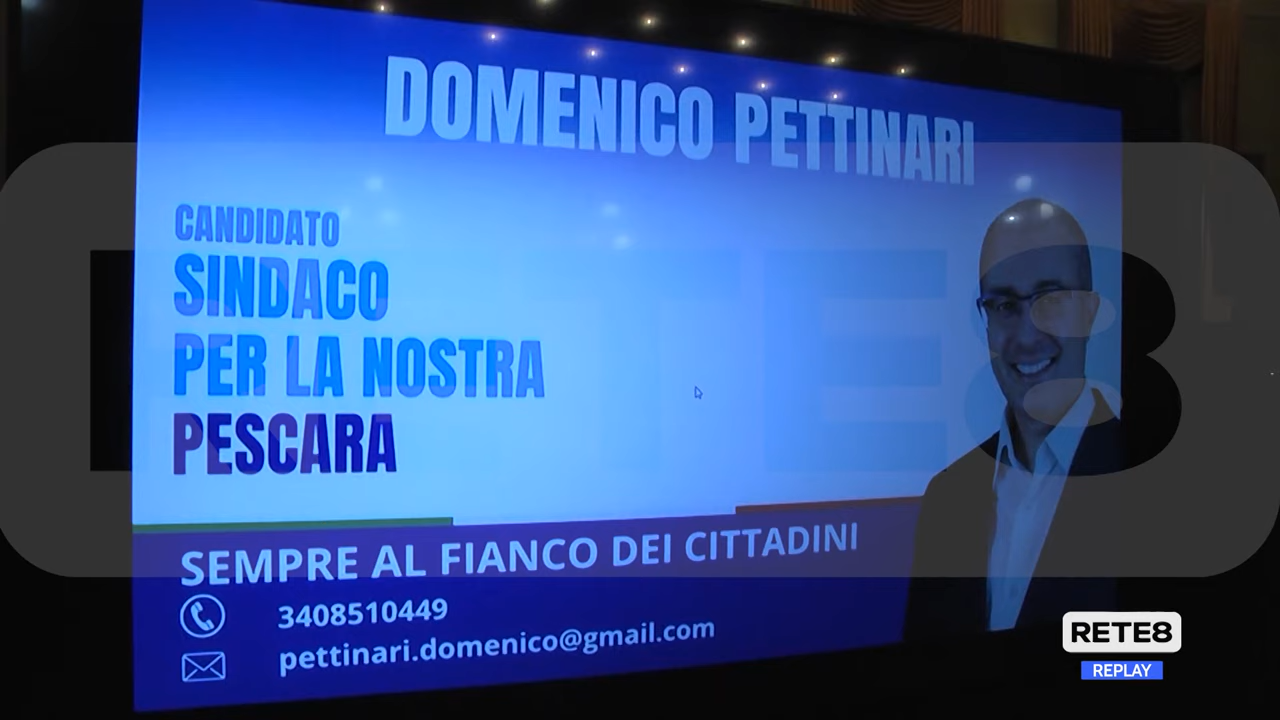 DOMENICO PETTINARI
CANDIDATO
SINDACO
PER LA NOSTRA
PESCARA
SEMPRE AL FIANCO DEI CITTADINI
3408510449
pettinari.domenico@gmail.com
RETE8
RETE8
REPLAY